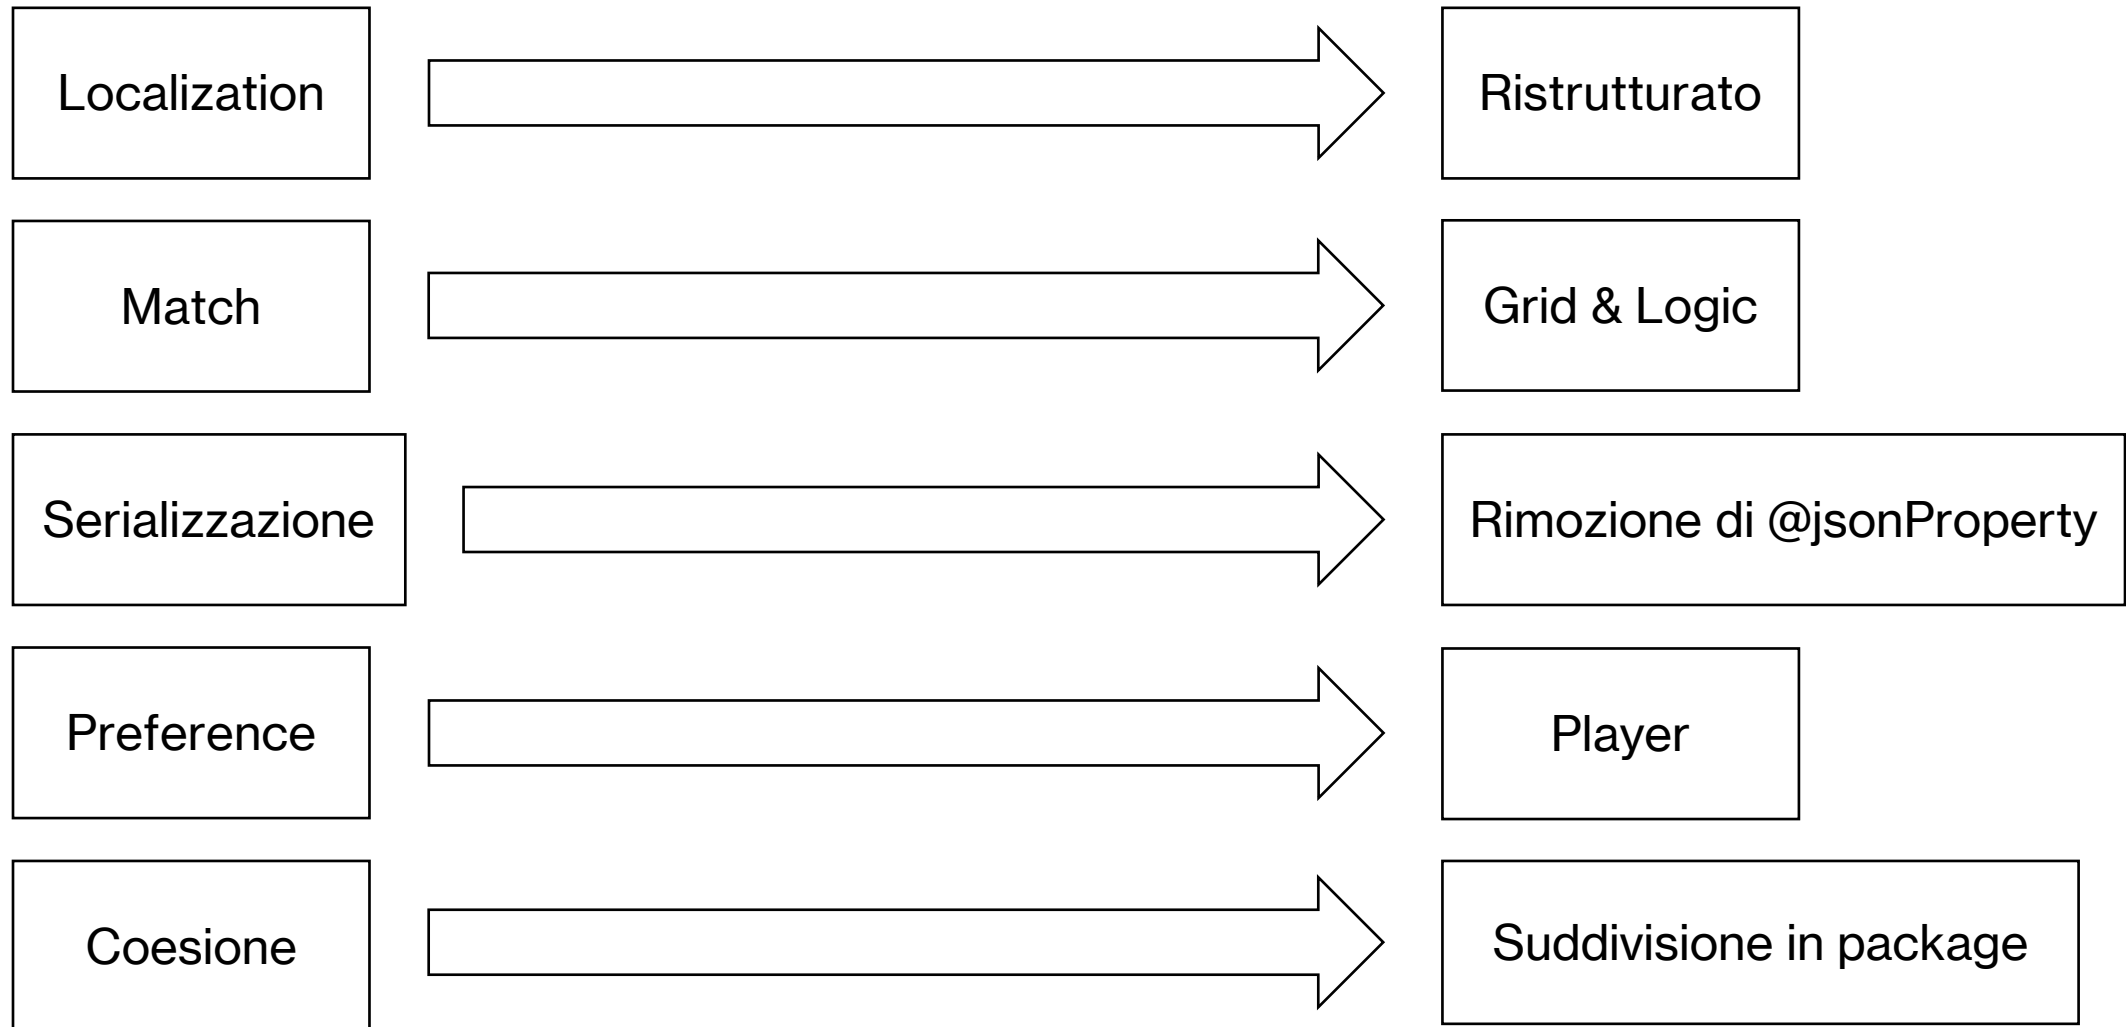 Localization
Ristrutturato
Match
Grid & Logic
Serializzazione
Rimozione di @jsonProperty
Preference
Player
Coesione
Suddivisione in package